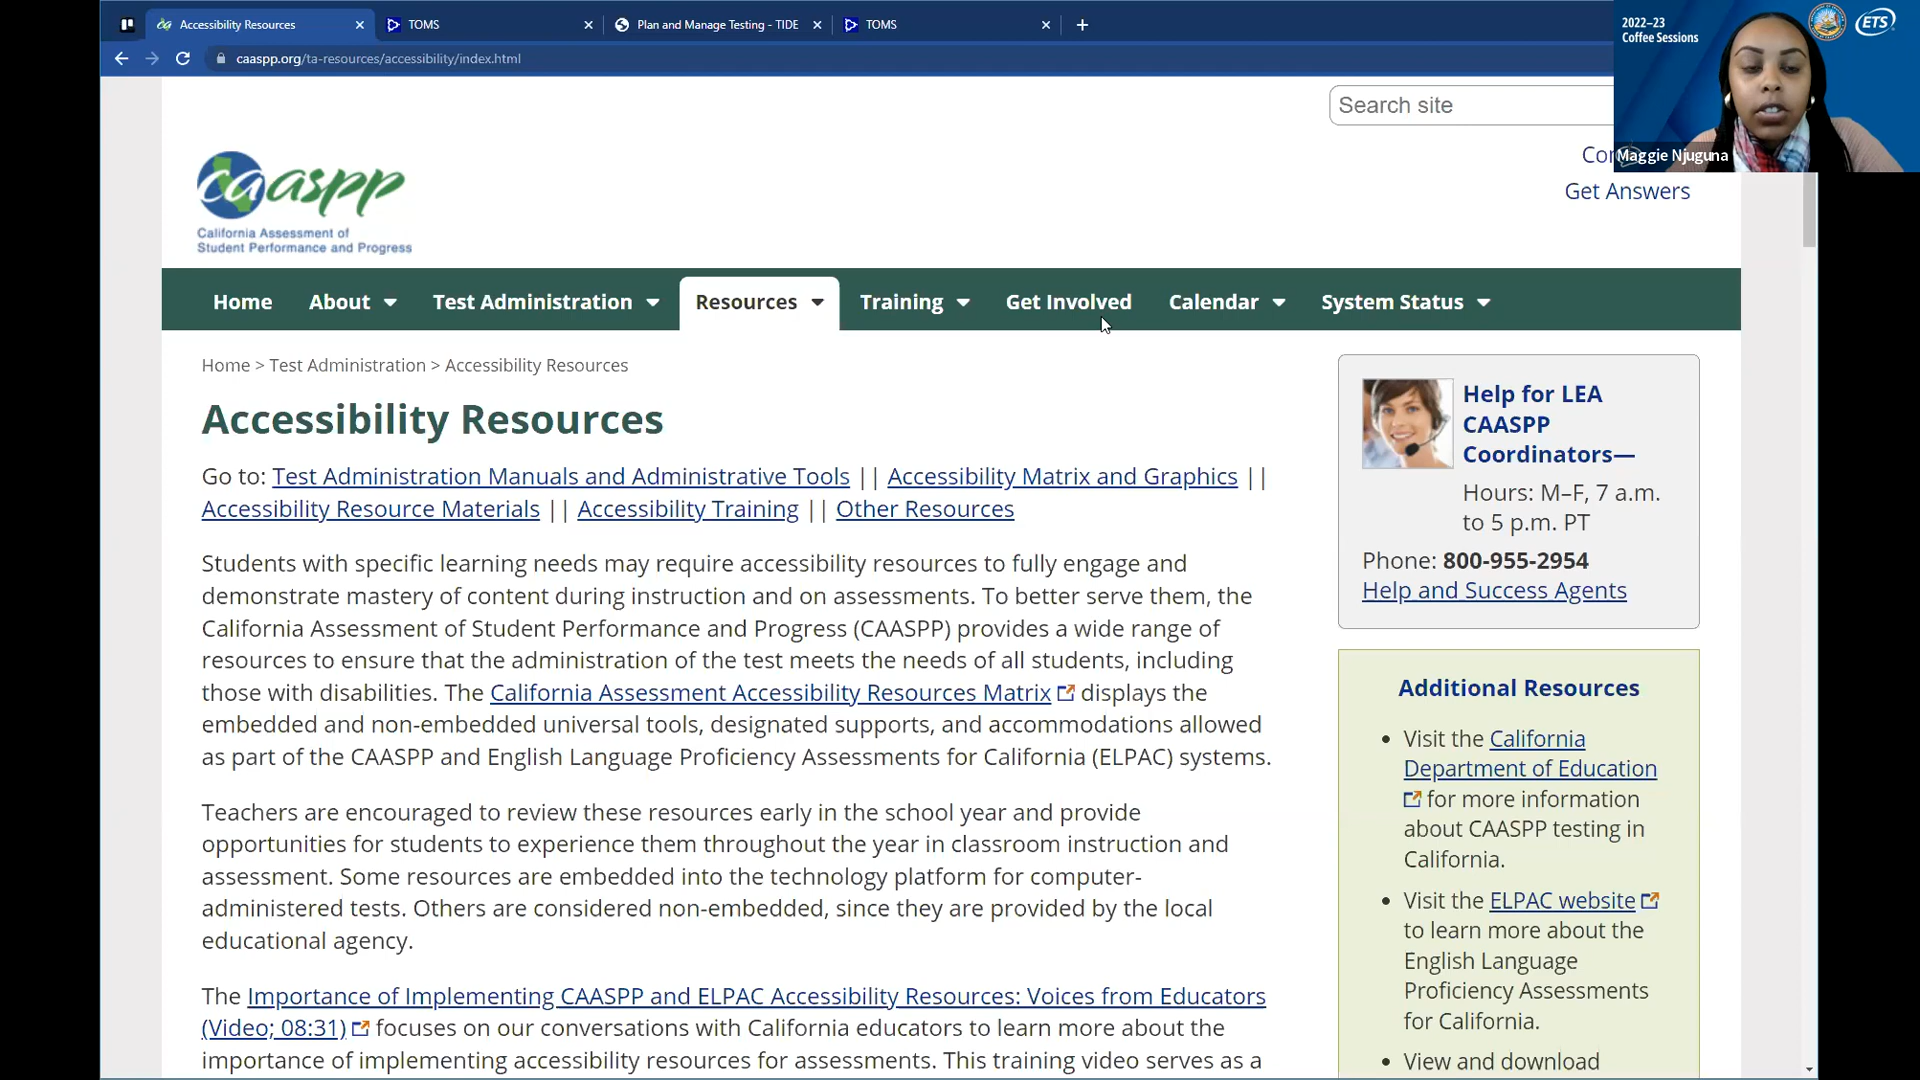 Accessibility Resources
TOMS
Plan and Manage Testing - TIDE
TOMS
caaspp.org/ta-resources/accessibility/index.html
2022–23
Coffee Sessions
ETS
Maggie Njuguna
Search site
Get Answers
caaspp
California Assessment of
Student Performance and Progress
Home About Test Administration Resources Training Get Involved Calendar System Status
Home > Test Administration > Accessibility Resources
Accessibility Resources
Go to: Test Administration Manuals and Administrative Tools || Accessibility Matrix and Graphics ||
Accessibility Resource Materials || Accessibility Training || Other Resources
Students with specific learning needs may require accessibility resources to fully engage and
demonstrate mastery of content during instruction and on assessments. To better serve them, the
California Assessment of Student Performance and Progress (CAASPP) provides a wide range of
resources to ensure that the administration of the test meets the needs of all students, including
those with disabilities. The California Assessment Accessibility Resources Matrix displays the
embedded and non-embedded universal tools, designated supports, and accommodations allowed
as part of the CAASPP and English Language Proficiency Assessments for California (ELPAC) systems.
Teachers are encouraged to review these resources early in the school year and provide
opportunities for students to experience them throughout the year in classroom instruction and
assessment. Some resources are embedded into the technology platform for computer-
administered tests. Others are considered non-embedded, since they are provided by the local
educational agency.
The Importance of Implementing CAASPP and ELPAC Accessibility Resources: Voices from Educators
(Video; 08:31) focuses on our conversations with California educators to learn more about the
importance of implementing accessibility resources for assessments. This training video serves as a
Help for LEA
CAASPP
Coordinators—
Hours: M–F, 7 a.m.
to 5 p.m. PT
Phone: 800-955-2954
Help and Success Agents
Additional Resources
• Visit the California
Department of Education
for more information
about CAASPP testing in
California.
• Visit the ELPAC website
to learn more about the
English Language
Proficiency Assessments
for California.
• View and download